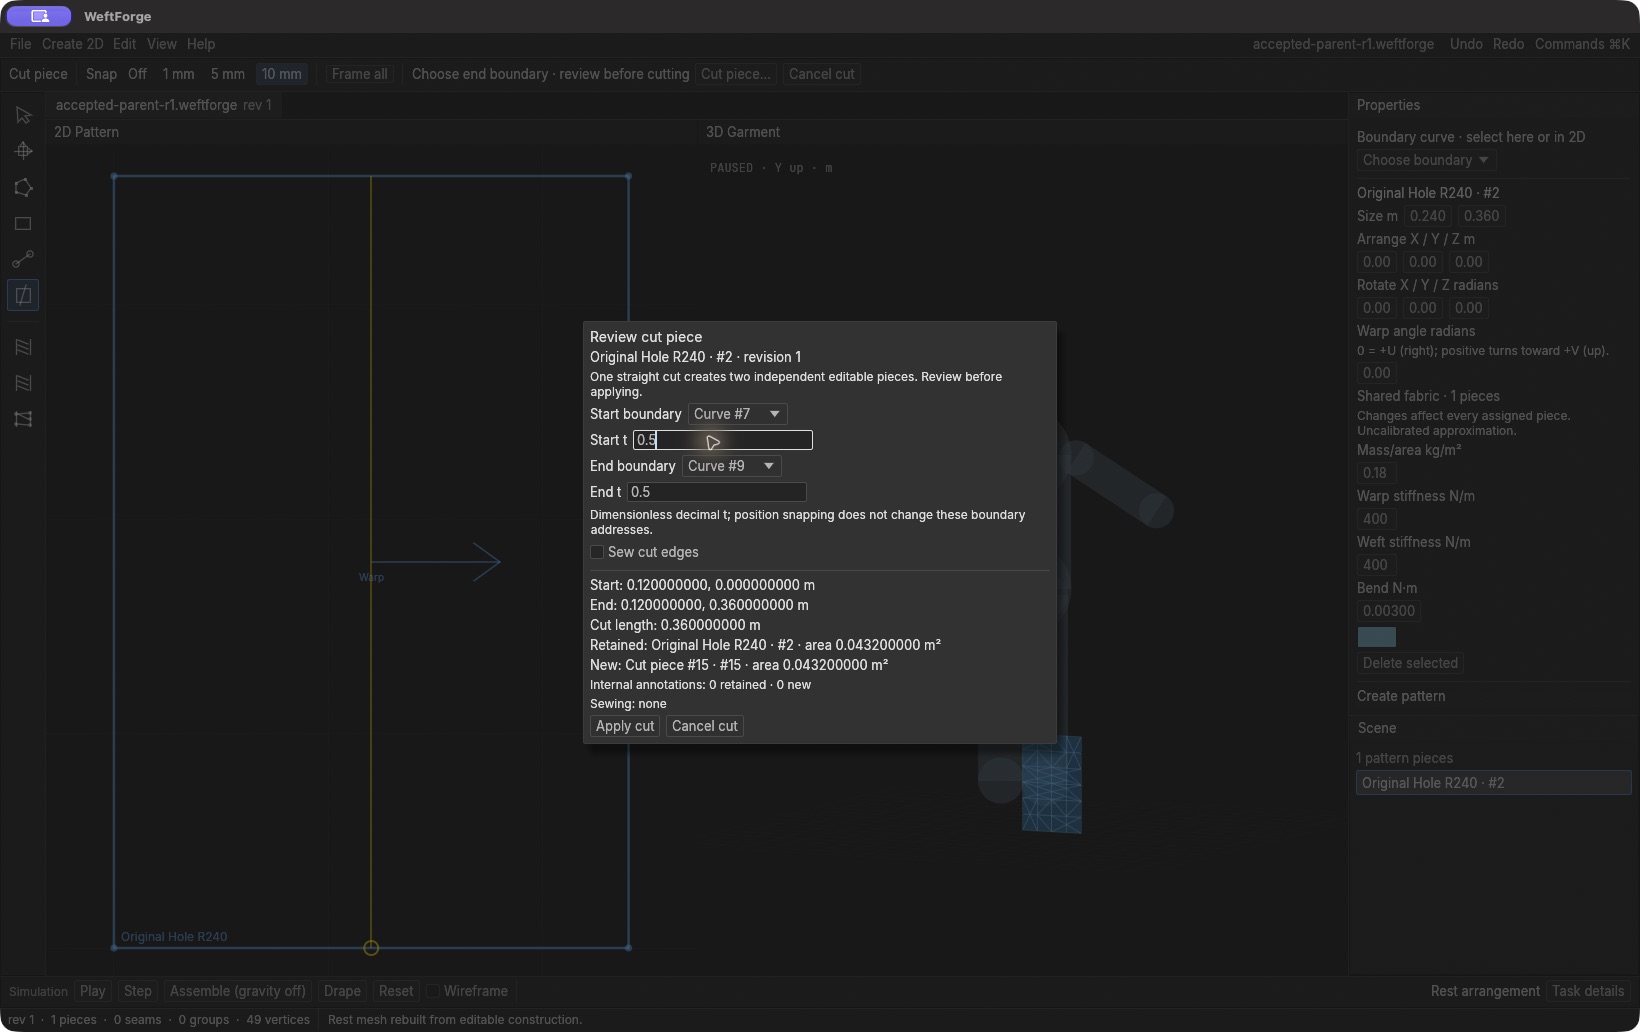 WeftForge
File Create 2D Edit View Help
accepted-parent-r1.weftforge Undo Redo Commands ⌘K
Cut piece Snap Off 1 mm 5 mm 10 mm Frame all Choose end boundary · review before cutting Cut piece... Cancel cut
accepted-parent-r1.weftforge rev 1
2D Pattern
Warp
Original Hole R240
3D Garment
PAUSED · Y up · m
Review cut piece
Original Hole R240 · #2 · revision 1
One straight cut creates two independent editable pieces. Review before
applying.
Start boundary Curve #7
Start t 0.5
End boundary Curve #9
End t 0.5
Dimensionless decimal t; position snapping does not change these boundary
addresses.
Sew cut edges
Start: 0.120000000, 0.000000000 m
End: 0.120000000, 0.360000000 m
Cut length: 0.360000000 m
Retained: Original Hole R240 · #2 · area 0.043200000 m²
New: Cut piece #15 · #15 · area 0.043200000 m²
Internal annotations: 0 retained · 0 new
Sewing: none
Apply cut Cancel cut
Properties
Boundary curve · select here or in 2D
Choose boundary
Original Hole R240 · #2
Size m 0.240 0.360
Arrange X / Y / Z m
0.00 0.00 0.00
Rotate X / Y / Z radians
0.00 0.00 0.00
Warp angle radians
0 = +U (right); positive turns toward +V (up).
0.00
Shared fabric · 1 pieces
Changes affect every assigned piece.
Uncalibrated approximation.
Mass/area kg/m²
0.18
Warp stiffness N/m
400
Weft stiffness N/m
400
Bend N·m
0.00300
Delete selected
Create pattern
Scene
1 pattern pieces
Original Hole R240 · #2
Simulation Play Step Assemble (gravity off) Drape Reset Wireframe
Rest arrangement Task details
rev 1 · 1 pieces · 0 seams · 0 groups · 49 vertices Rest mesh rebuilt from editable construction.